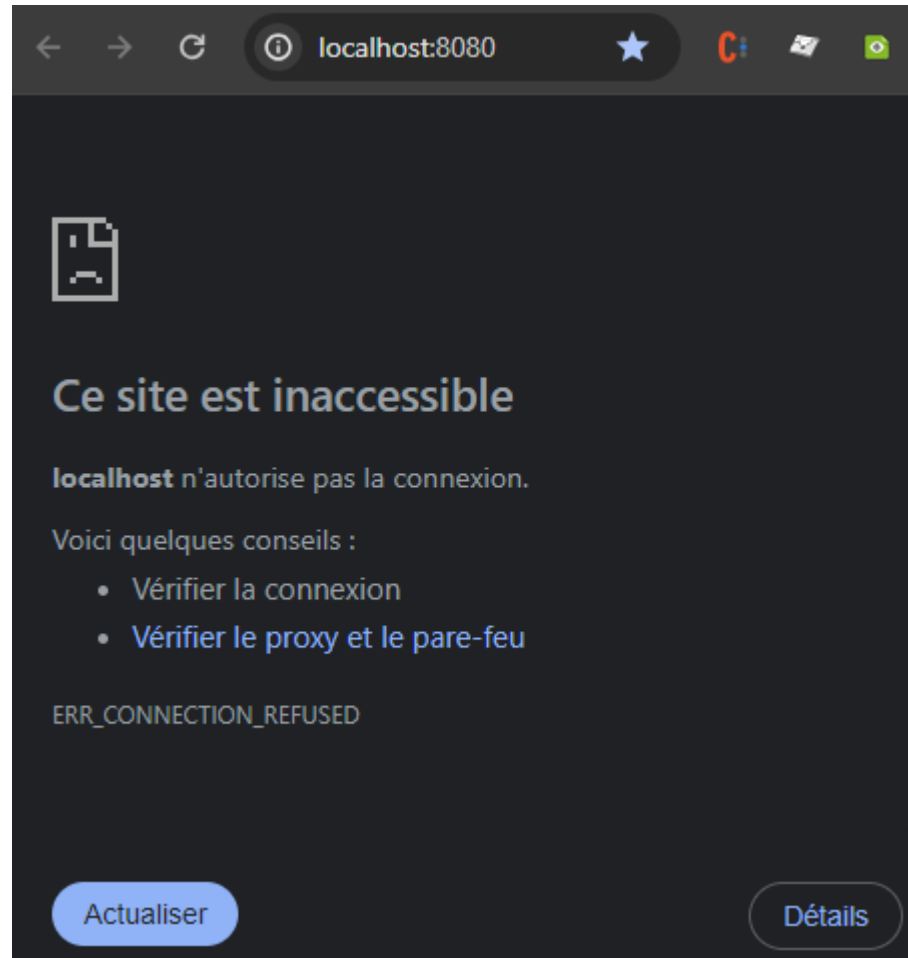 localhost:8080
Ce site est inaccessible
localhost n'autorise pas la connexion.
Voici quelques conseils :
• Vérifier la connexion
• Vérifier le proxy et le pare-feu
ERR_CONNECTION_REFUSED
Actualiser
Détails